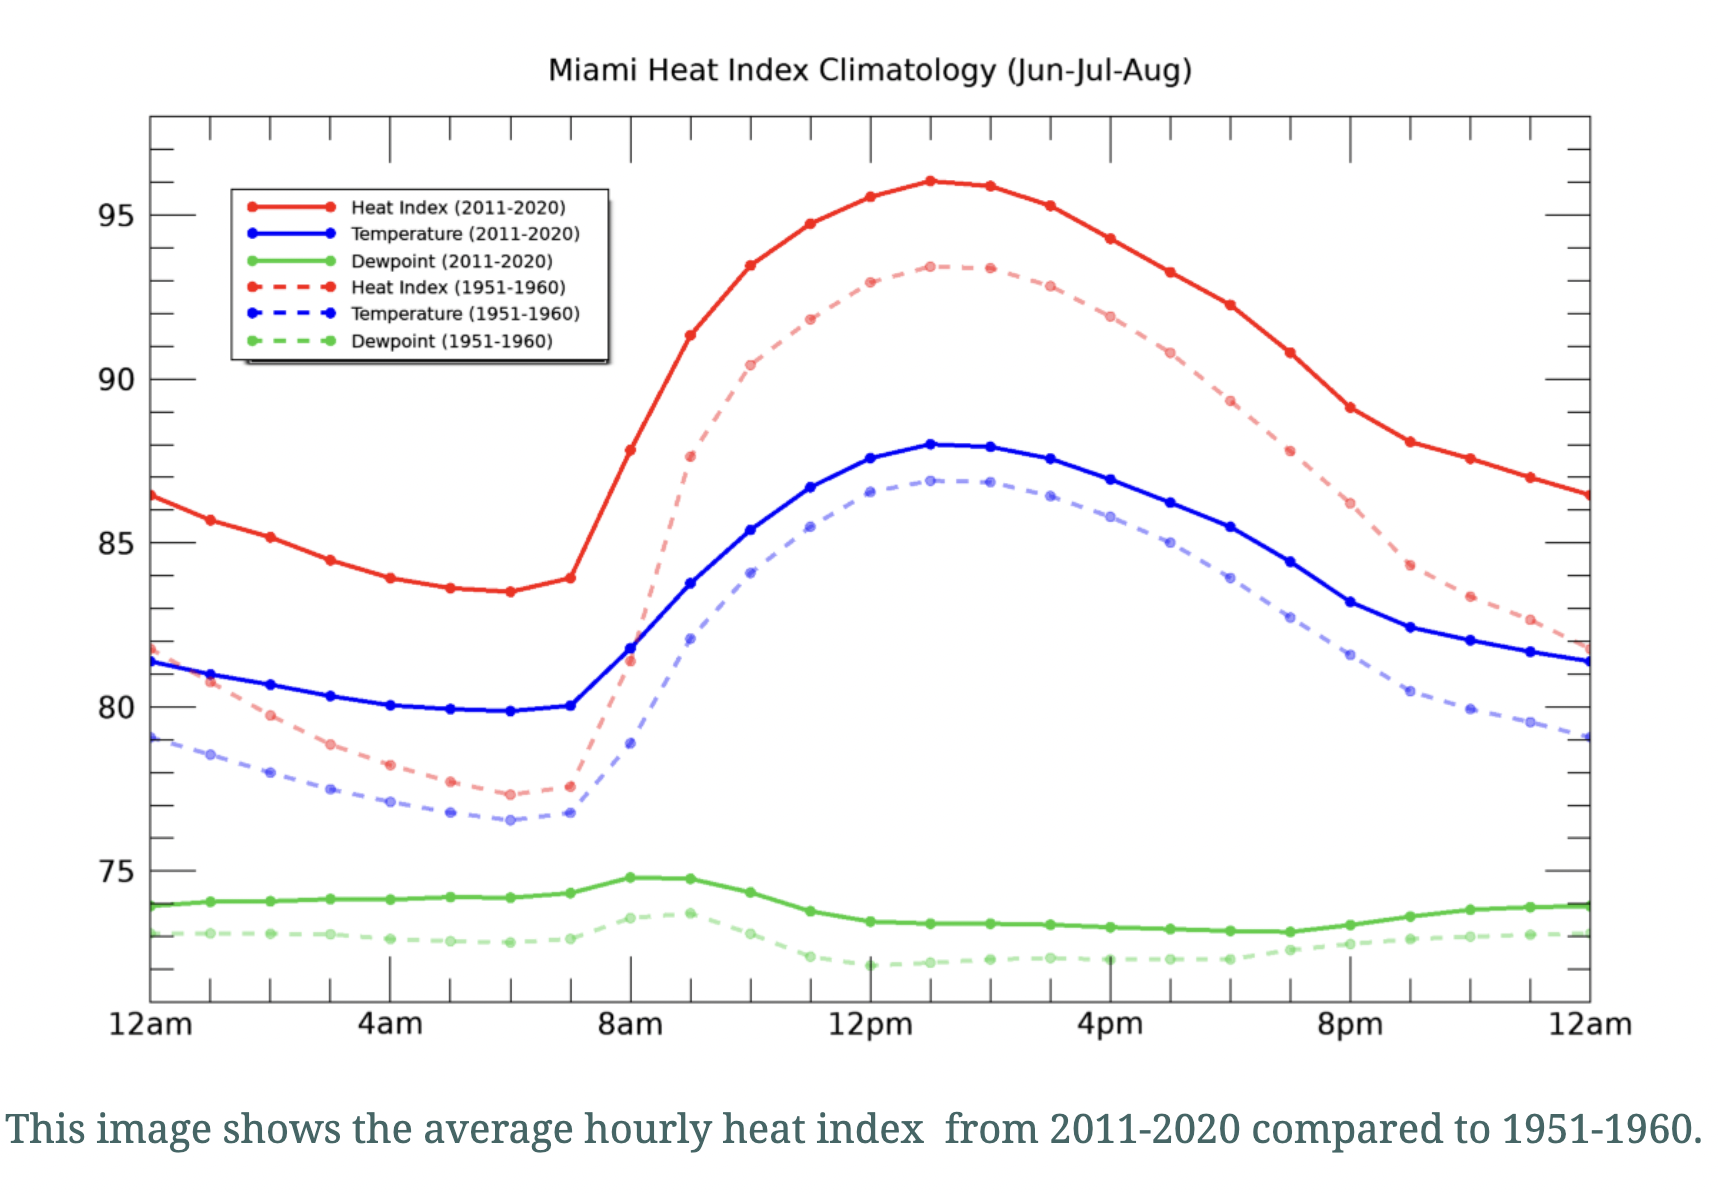 Miami Heat Index Climatology (Jun-Jul-Aug)
Heat Index (2011-2020)
Temperature (2011-2020)
Dewpoint (2011-2020)
Heat Index (1951-1960)
Temperature (1951-1960)
Dewpoint (1951-1960)
95
90
85
80
75
12am 4am 8am 12pm 4pm 8pm 12am
This image shows the average hourly heat index  from 2011-2020 compared to 1951-1960.